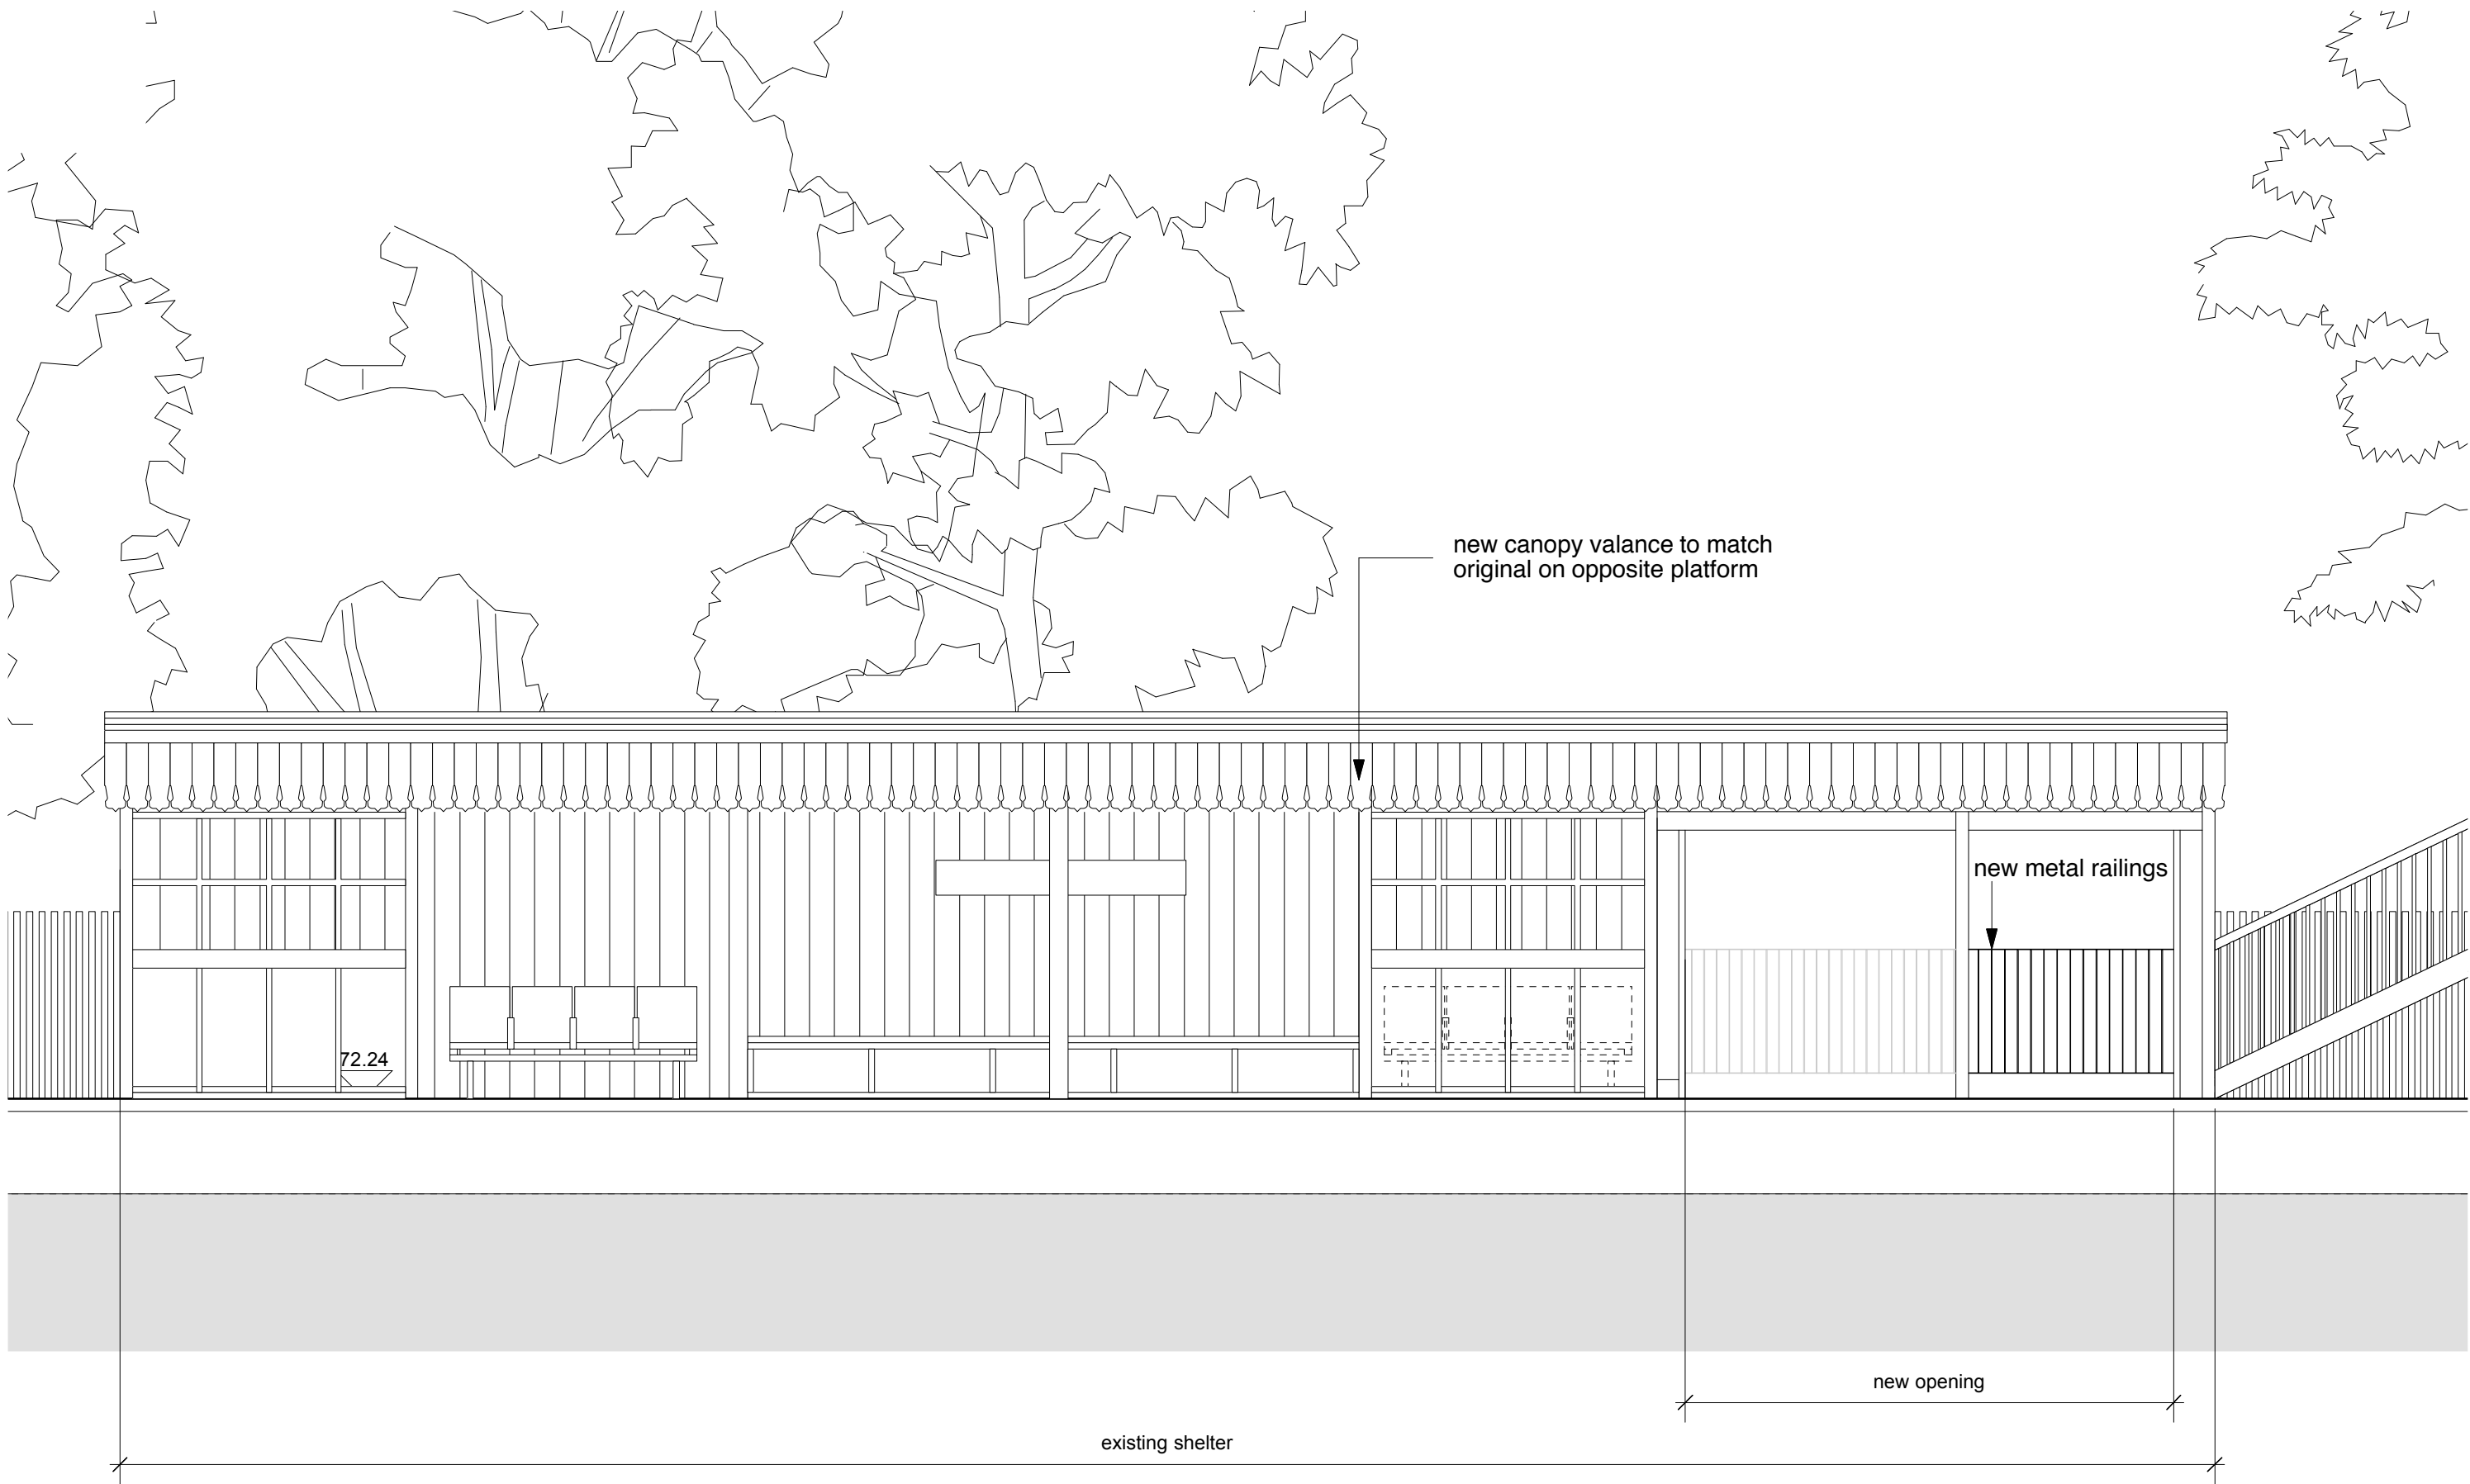 new canopy valance to match
original on opposite platform
new metal railings
72.24
new opening
existing shelter